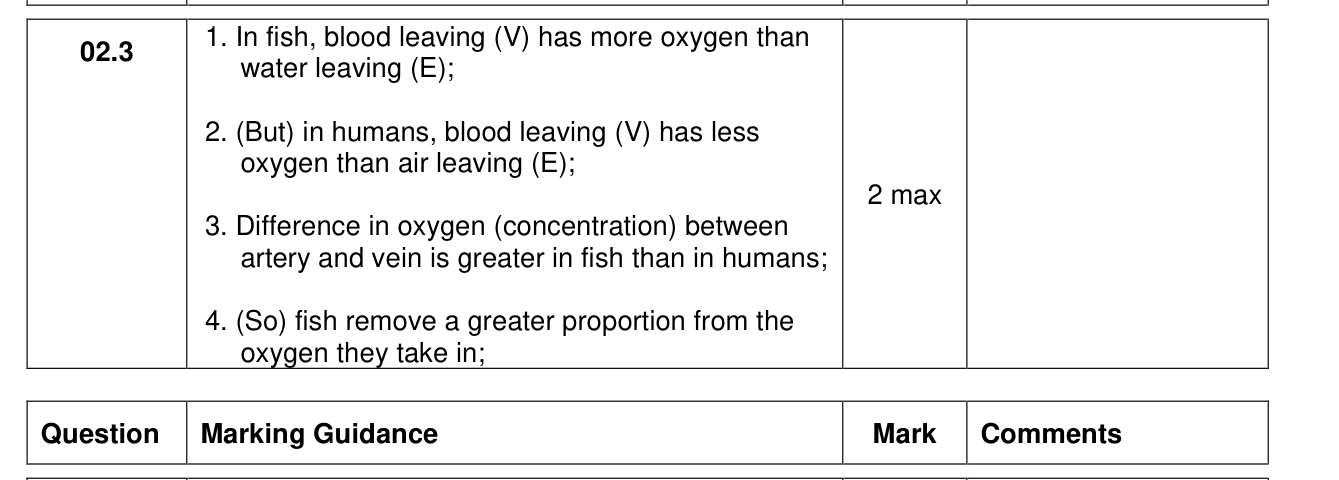 02.3
1. In fish, blood leaving (V) has more oxygen than
water leaving (E);
2. (But) in humans, blood leaving (V) has less
oxygen than air leaving (E);
3. Difference in oxygen (concentration) between
artery and vein is greater in fish than in humans;
4. (So) fish remove a greater proportion from the
oxygen they take in;
2 max
Question Marking Guidance Mark Comments